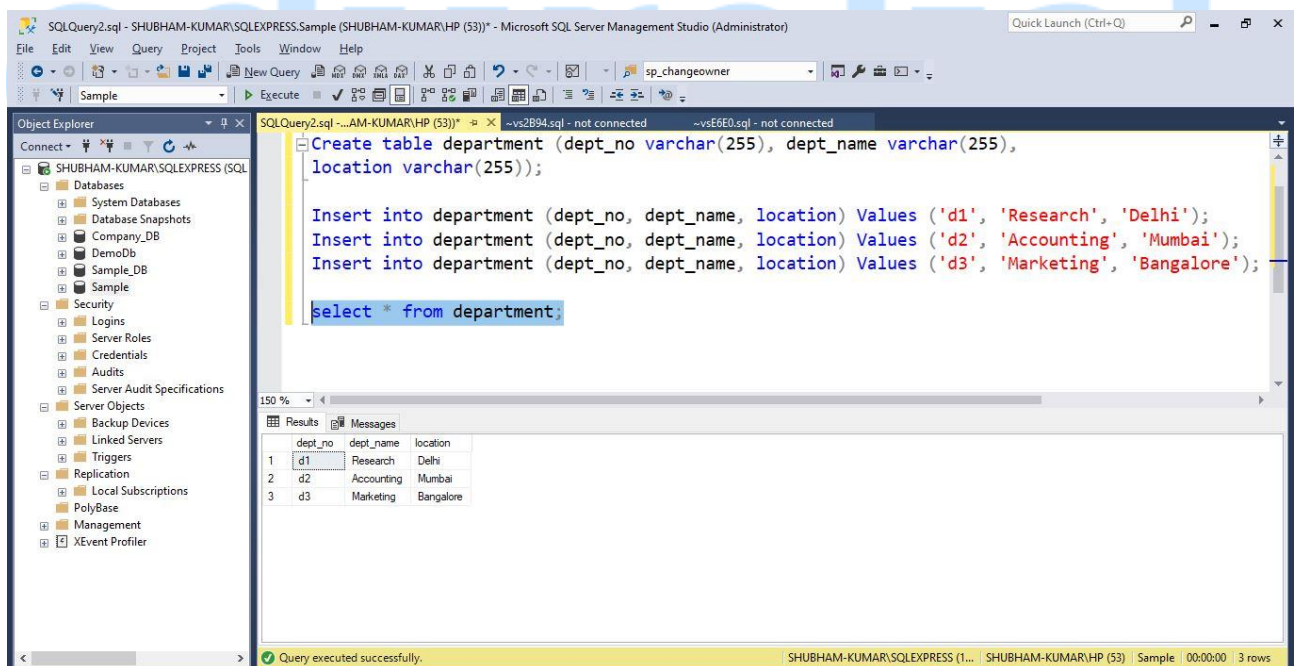 SQLQuery2.sql - SHUBHAM-KUMAR\SQLEXPRESS.Sample (SHUBHAM-KUMAR\HP (53))* - Microsoft SQL Server Management Studio (Administrator)
Quick Launch (Ctrl+Q)
File Edit View Query Project Tools Window Help
New Query MDX DMX XMLA DAX sp_changeowner
Sample Execute
Object Explorer
SQLQuery2.sql -...AM-KUMAR\HP (53))* ~vs2B94.sql - not connected ~vsE6E0.sql - not connected
Connect
SHUBHAM-KUMAR\SQLEXPRESS (SQL
Databases
System Databases
Database Snapshots
Company_DB
DemoDb
Sample_DB
Sample
Security
Logins
Server Roles
Credentials
Audits
Server Audit Specifications
Server Objects
Backup Devices
Linked Servers
Triggers
Replication
Local Subscriptions
PolyBase
Management
XEvent Profiler
Create table department (dept_no varchar(255), dept_name varchar(255),
location varchar(255));
Insert into department (dept_no, dept_name, location) Values ('d1', 'Research', 'Delhi');
Insert into department (dept_no, dept_name, location) Values ('d2', 'Accounting', 'Mumbai');
Insert into department (dept_no, dept_name, location) Values ('d3', 'Marketing', 'Bangalore');
select * from department;
150 %
Results Messages
dept_no dept_name location
1 d1 Research Delhi
2 d2 Accounting Mumbai
3 d3 Marketing Bangalore
Query executed successfully.
SHUBHAM-KUMAR\SQLEXPRESS (1... SHUBHAM-KUMAR\HP (53) Sample 00:00:00 3 rows